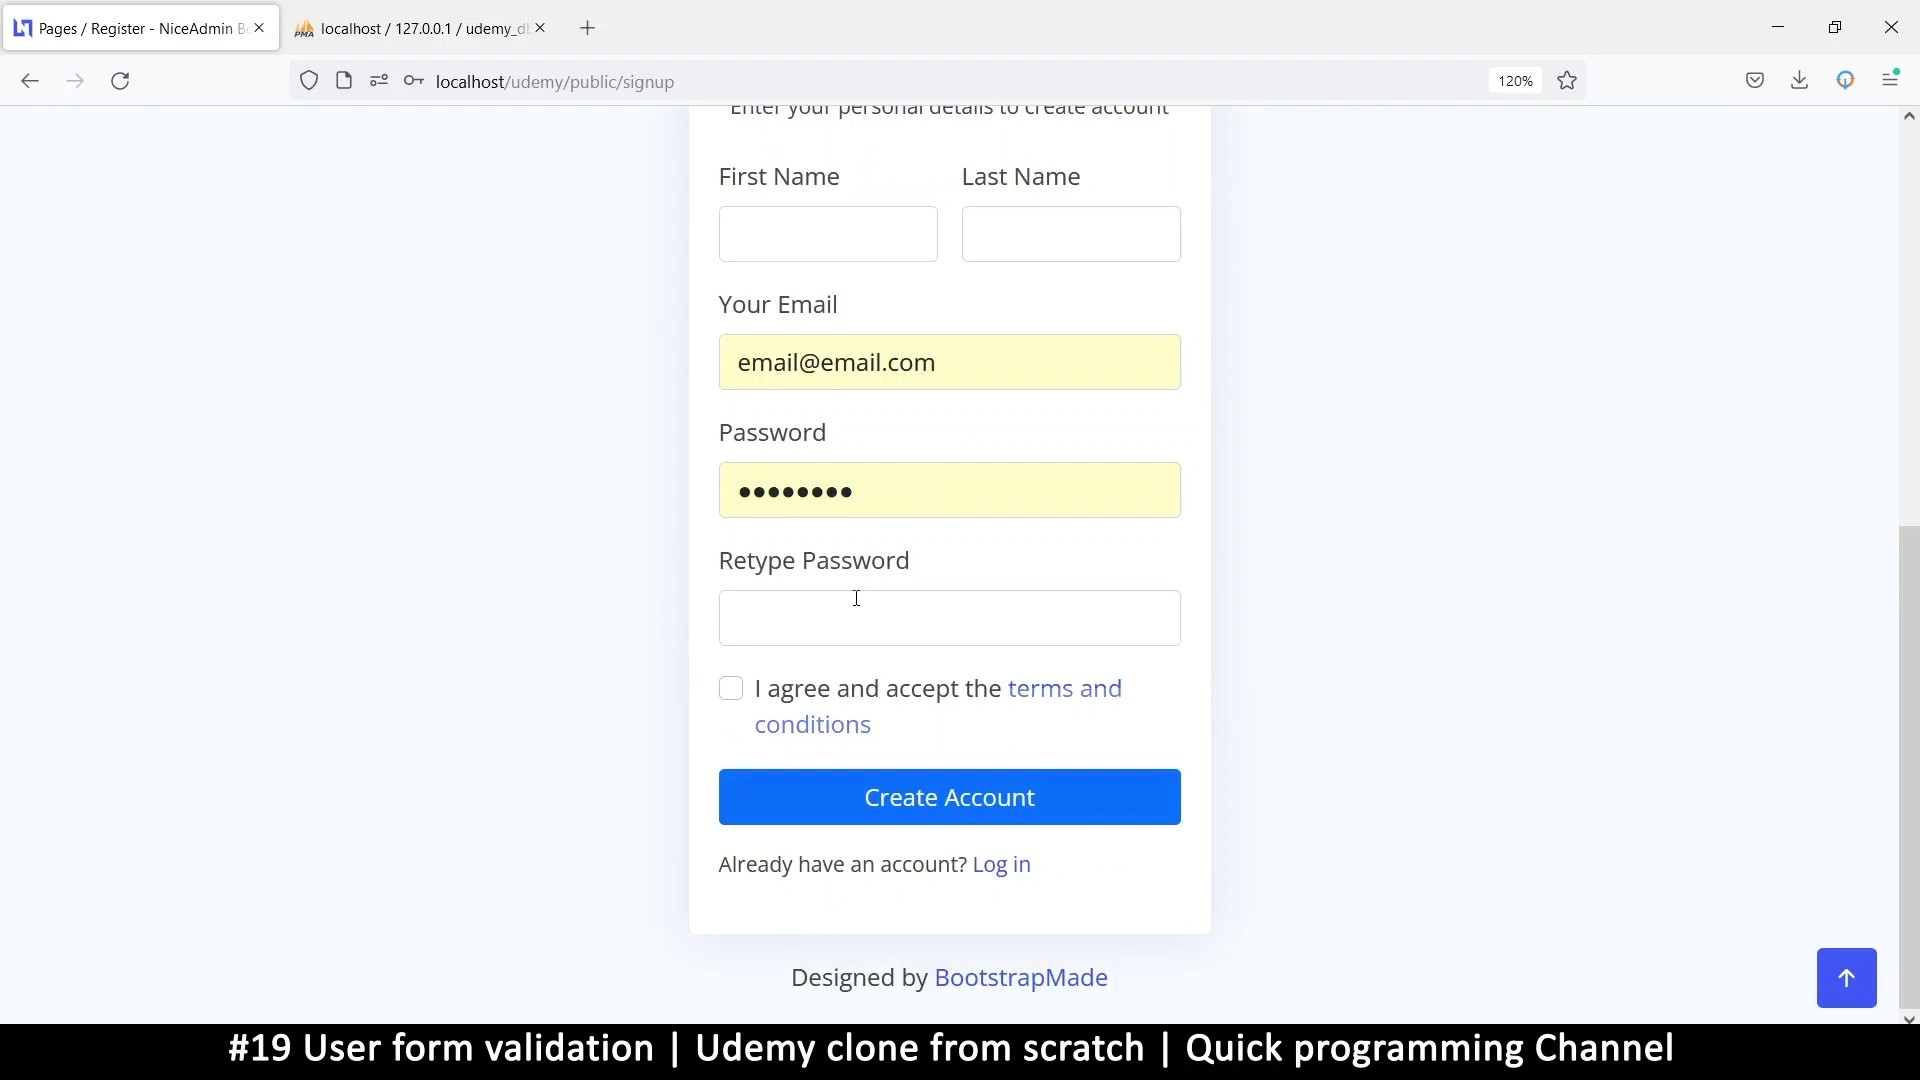 Pages / Register - NiceAdmin Bo
localhost / 127.0.0.1 / udemy_db
localhost/udemy/public/signup
120%
Enter your personal details to create account
First Name
Last Name
Your Email
email@email.com
Password
••••••••
Retype Password
I agree and accept the terms and
conditions
Create Account
Already have an account? Log in
Designed by BootstrapMade
#19 User form validation | Udemy clone from scratch | Quick programming Channel